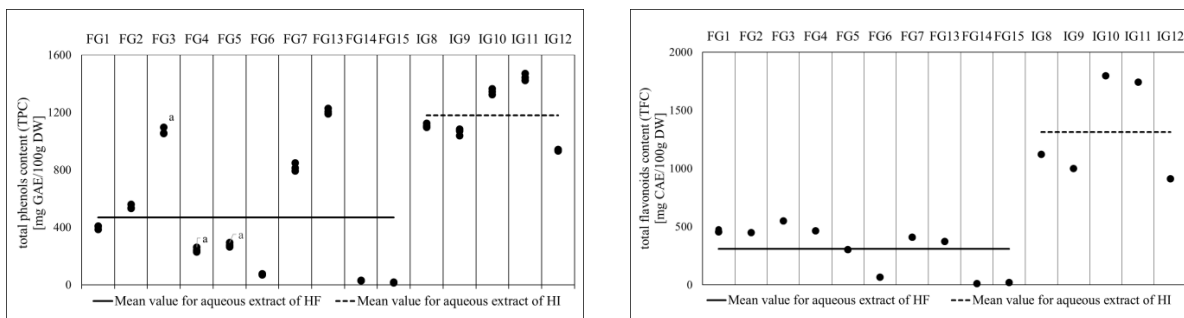 FG1 FG2 FG3 FG4 FG5 FG6 FG7 FG13 FG14 FG15 IG8 IG9 IG10 IG11 IG12
1600
1200
800
400
0
total phenols content (TPC)
[mg GAE/100g DW]
a
a
a
Mean value for aqueous extract of HF
Mean value for aqueous extract of HI
FG1 FG2 FG3 FG4 FG5 FG6 FG7 FG13 FG14 FG15 IG8 IG9 IG10 IG11 IG12
2000
1500
1000
500
0
total flavonoids content (TFC)
[mg CAE/100g DW]
Mean value for aqueous extract of HF
Mean value for aqueous extract of HI